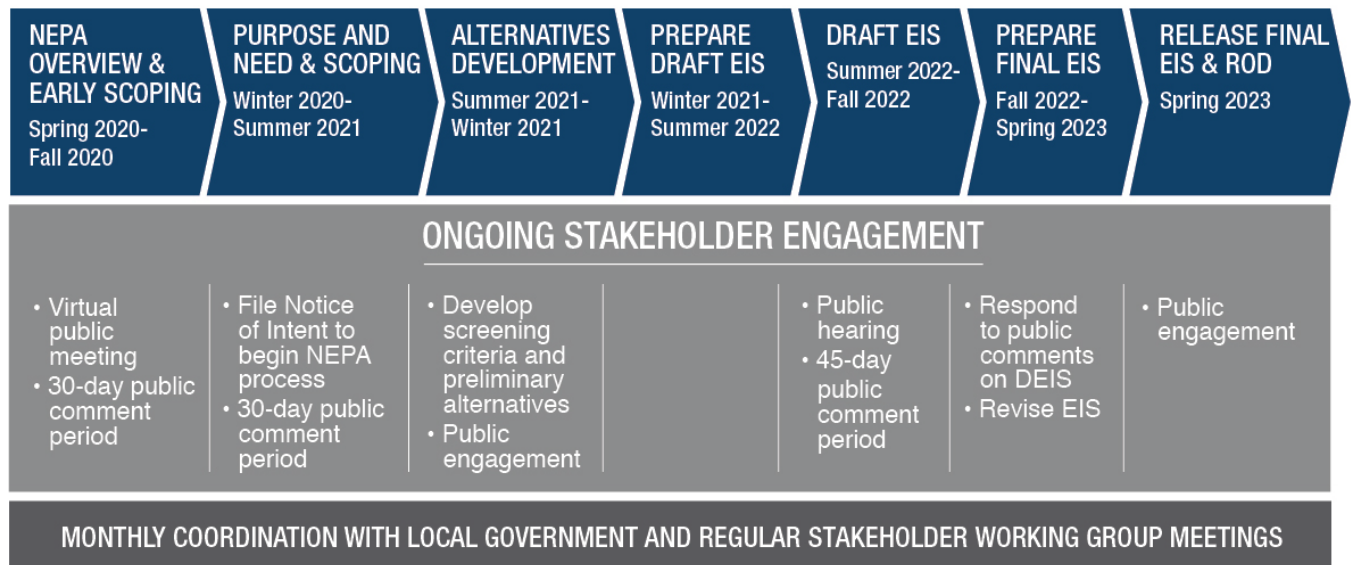 NEPA
OVERVIEW &
EARLY SCOPING
Spring 2020-
Fall 2020
PURPOSE AND
NEED & SCOPING
Winter 2020-
Summer 2021
ALTERNATIVES
DEVELOPMENT
Summer 2021-
Winter 2021
PREPARE
DRAFT EIS
Winter 2021-
Summer 2022
DRAFT EIS
Summer 2022-
Fall 2022
PREPARE
FINAL EIS
Fall 2022-
Spring 2023
RELEASE FINAL
EIS & ROD
Spring 2023
ONGOING STAKEHOLDER ENGAGEMENT
• Virtual
public
meeting
• 30-day public
comment
period
• File Notice
of Intent to
begin NEPA
process
• 30-day public
comment
period
• Develop
screening
criteria and
preliminary
alternatives
• Public
engagement
• Public
hearing
• 45-day
public
comment
period
• Respond
to public
comments
on DEIS
• Revise EIS
• Public
engagement
MONTHLY COORDINATION WITH LOCAL GOVERNMENT AND REGULAR STAKEHOLDER WORKING GROUP MEETINGS